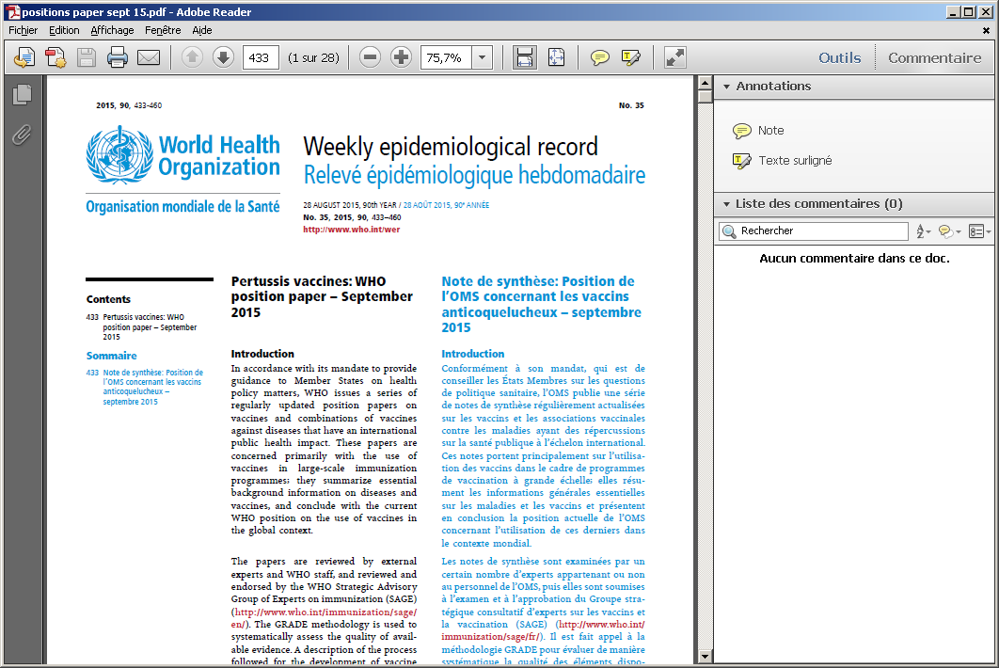 positions paper sept 15.pdf - Adobe Reader
Fichier Edition Affichage Fenêtre Aide
433 (1 sur 28) 75,7% Outils Commentaire
2015, 90, 433-460 No. 35
World Health
Organization
Organisation mondiale de la Santé
Weekly epidemiological record
Relevé épidémiologique hebdomadaire
28 AUGUST 2015, 90th YEAR / 28 AOÛT 2015, 90e ANNÉE
No. 35, 2015, 90, 433–460
http://www.who.int/wer
Contents
433 Pertussis vaccines: WHO
position paper – September
2015
Sommaire
433 Note de synthèse: Position de
l'OMS concernant les vaccins
anticoquelucheux –
septembre 2015
Pertussis vaccines: WHO
position paper – September
2015
Introduction
In accordance with its mandate to provide
guidance to Member States on health
policy matters, WHO issues a series of
regularly updated position papers on
vaccines and combinations of vaccines
against diseases that have an international
public health impact. These papers are
concerned primarily with the use of
vaccines in large-scale immunization
programmes; they summarize essential
background information on diseases and
vaccines, and conclude with the current
WHO position on the use of vaccines in
the global context.
The papers are reviewed by external
experts and WHO staff, and reviewed and
endorsed by the WHO Strategic Advisory
Group of Experts on immunization (SAGE)
(http://www.who.int/immunization/sage/
en/). The GRADE methodology is used to
systematically assess the quality of avail-
able evidence. A description of the process
followed for the development of vaccine
Note de synthèse: Position de
l'OMS concernant les vaccins
anticoquelucheux – septembre
2015
Introduction
Conformément à son mandat, qui est de
conseiller les États Membres sur les questions
de politique sanitaire, l'OMS publie une série
de notes de synthèse régulièrement actualisées
sur les vaccins et les associations vaccinales
contre les maladies ayant des répercussions
sur la santé publique à l'échelon international.
Ces notes portent principalement sur l'utilisa-
tion des vaccins dans le cadre de programmes
de vaccination à grande échelle; elles résu-
ment les informations générales essentielles
sur les maladies et les vaccins et présentent
en conclusion la position actuelle de l'OMS
concernant l'utilisation de ces derniers dans
le contexte mondial.
Les notes de synthèse sont examinées par un
certain nombre d'experts appartenant ou non
au personnel de l'OMS, puis elles sont soumises
à l'examen et à l'approbation du Groupe stra-
tégique consultatif d'experts sur les vaccins et
la vaccination (SAGE) (http://www.who.int/
immunization/sage/fr/). Il est fait appel à la
méthodologie GRADE pour évaluer de manière
systématique la qualité des éléments dispo-
Annotations
Note
Texte surligné
Liste des commentaires (0)
Rechercher
Aucun commentaire dans ce doc.